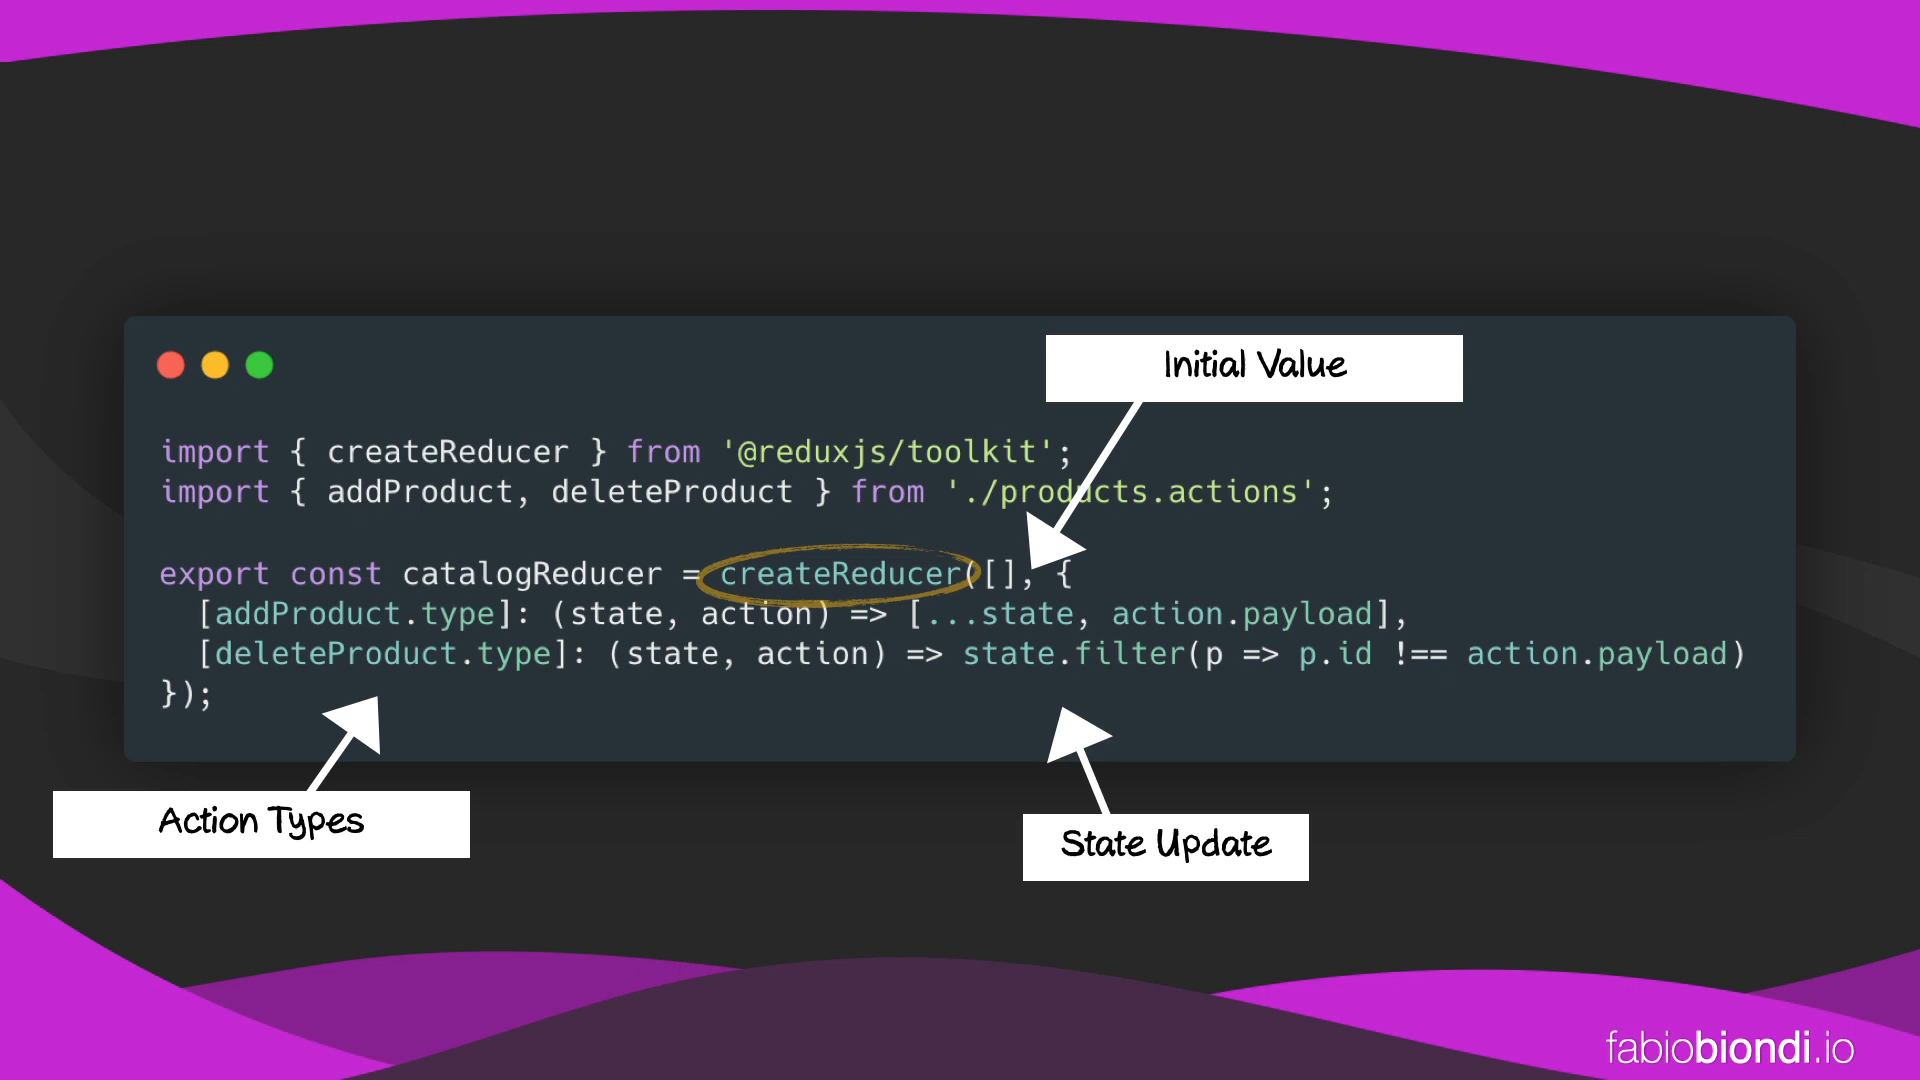 Initial Value
import { createReducer } from '@reduxjs/toolkit';
import { addProduct, deleteProduct } from './products.actions';
export const catalogReducer = createReducer([], {
  [addProduct.type]: (state, action) => [...state, action.payload],
  [deleteProduct.type]: (state, action) => state.filter(p => p.id !== action.payload)
});
Action Types
State Update
fabiobiondi.io